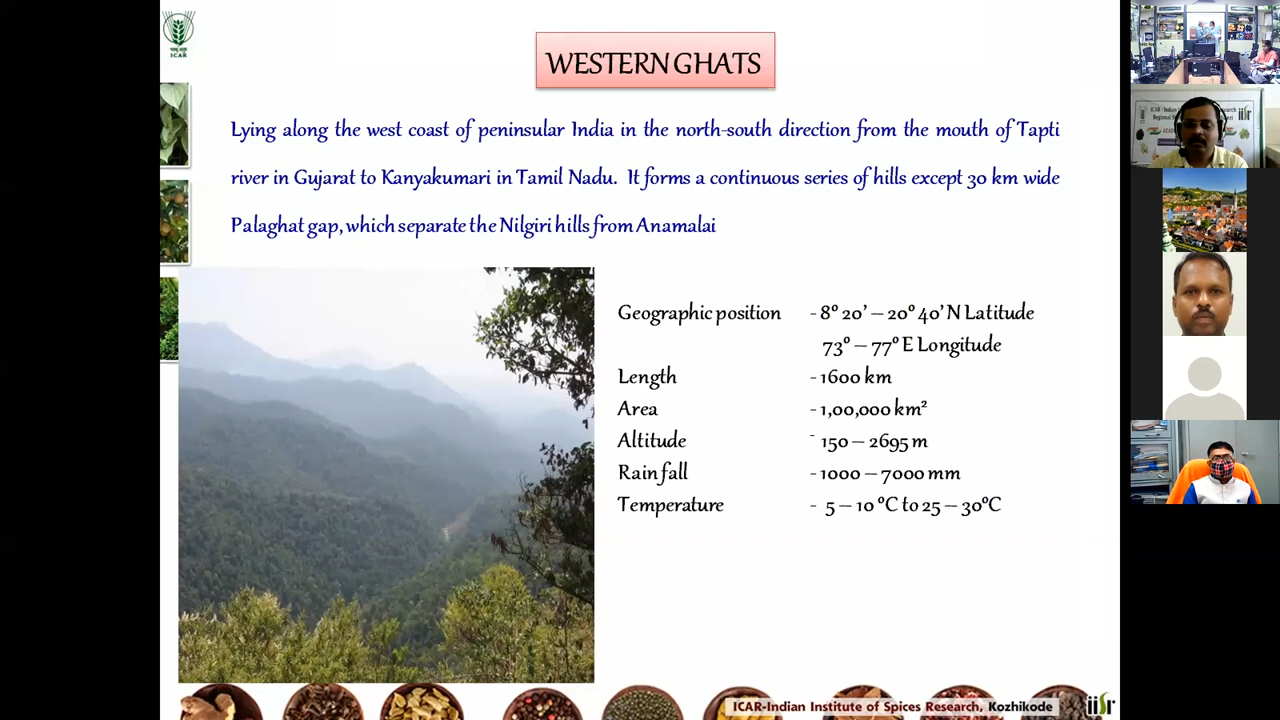 ICAR
WESTERN GHATS
Lying along the west coast of peninsular India in the north-south direction from the mouth of Tapti
river in Gujarat to Kanyakumari in Tamil Nadu. It forms a continuous series of hills except 30 km wide
Palaghat gap, which separate the Nilgiri hills from Anamalai
Geographic position - 8° 20' – 20° 40' N Latitude
73° – 77° E Longitude
Length - 1600 km
Area - 1,00,000 km²
Altitude - 150 – 2695 m
Rainfall - 1000 – 7000 mm
Temperature - 5 – 10 °C to 25 – 30°C
ICAR-Indian Institute of Spices Research, Kozhikode
iisr
iisr